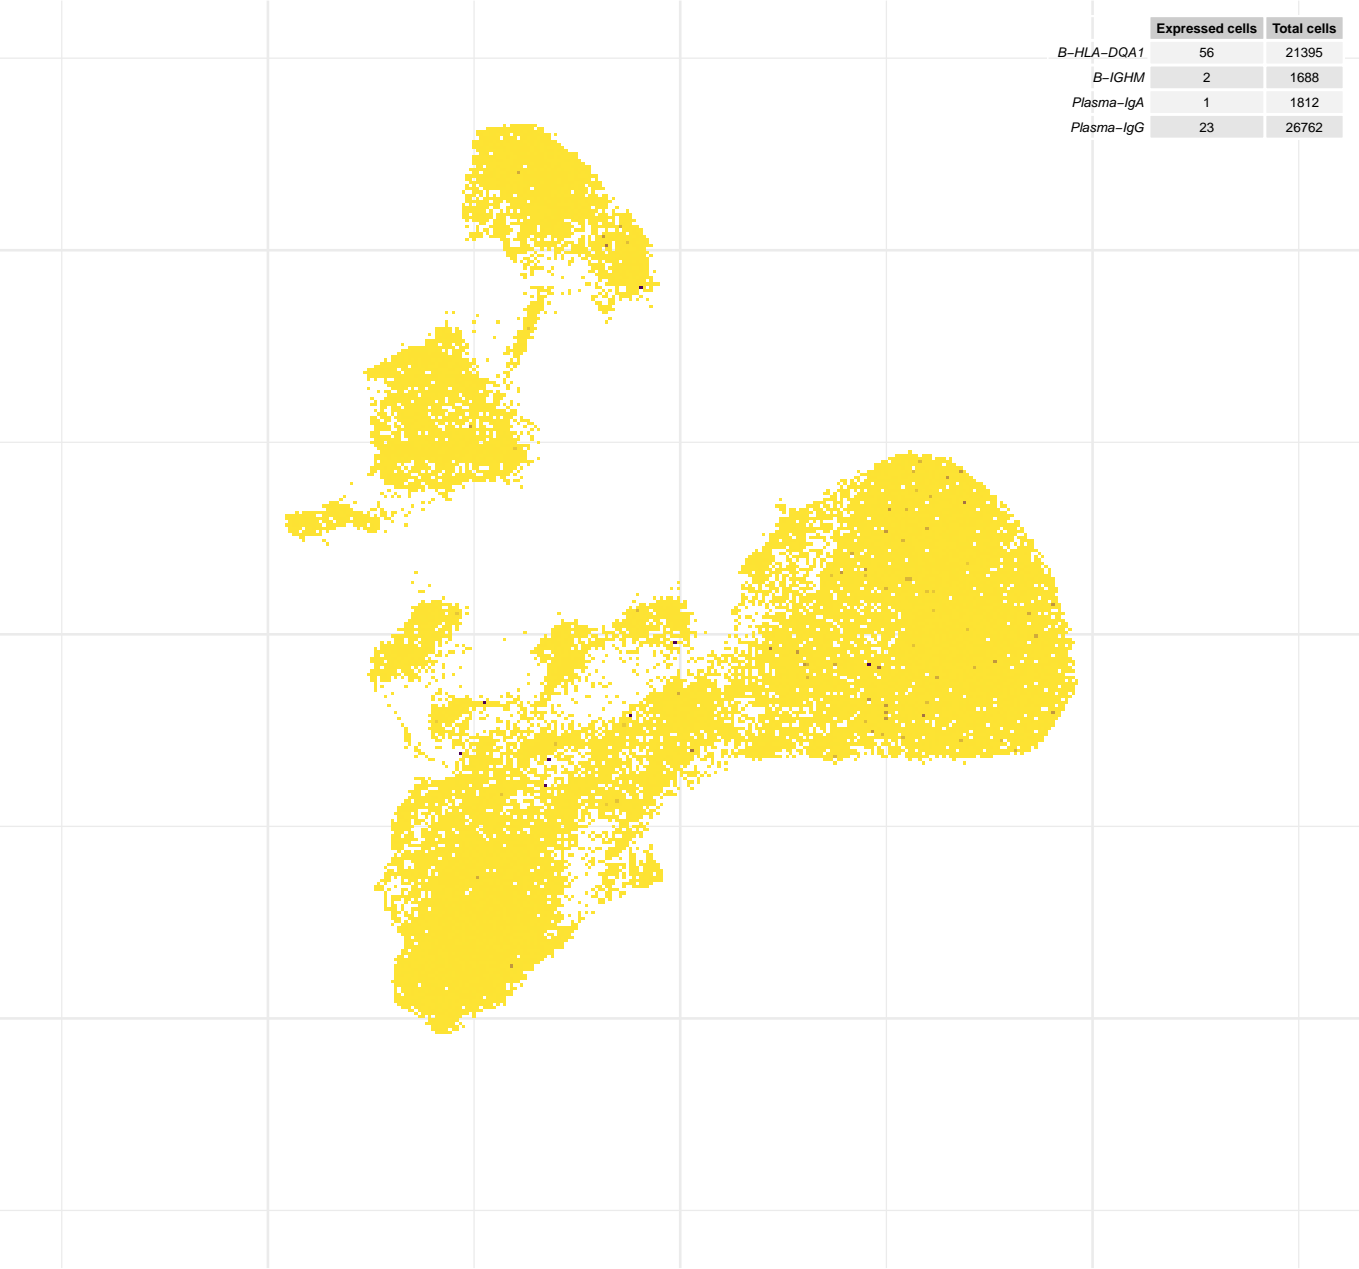 Expressed cells Total cells
B−HLA−DQA1 56 21395
B−IGHM 2 1688
Plasma−IgA 1 1812
Plasma−IgG 23 26762